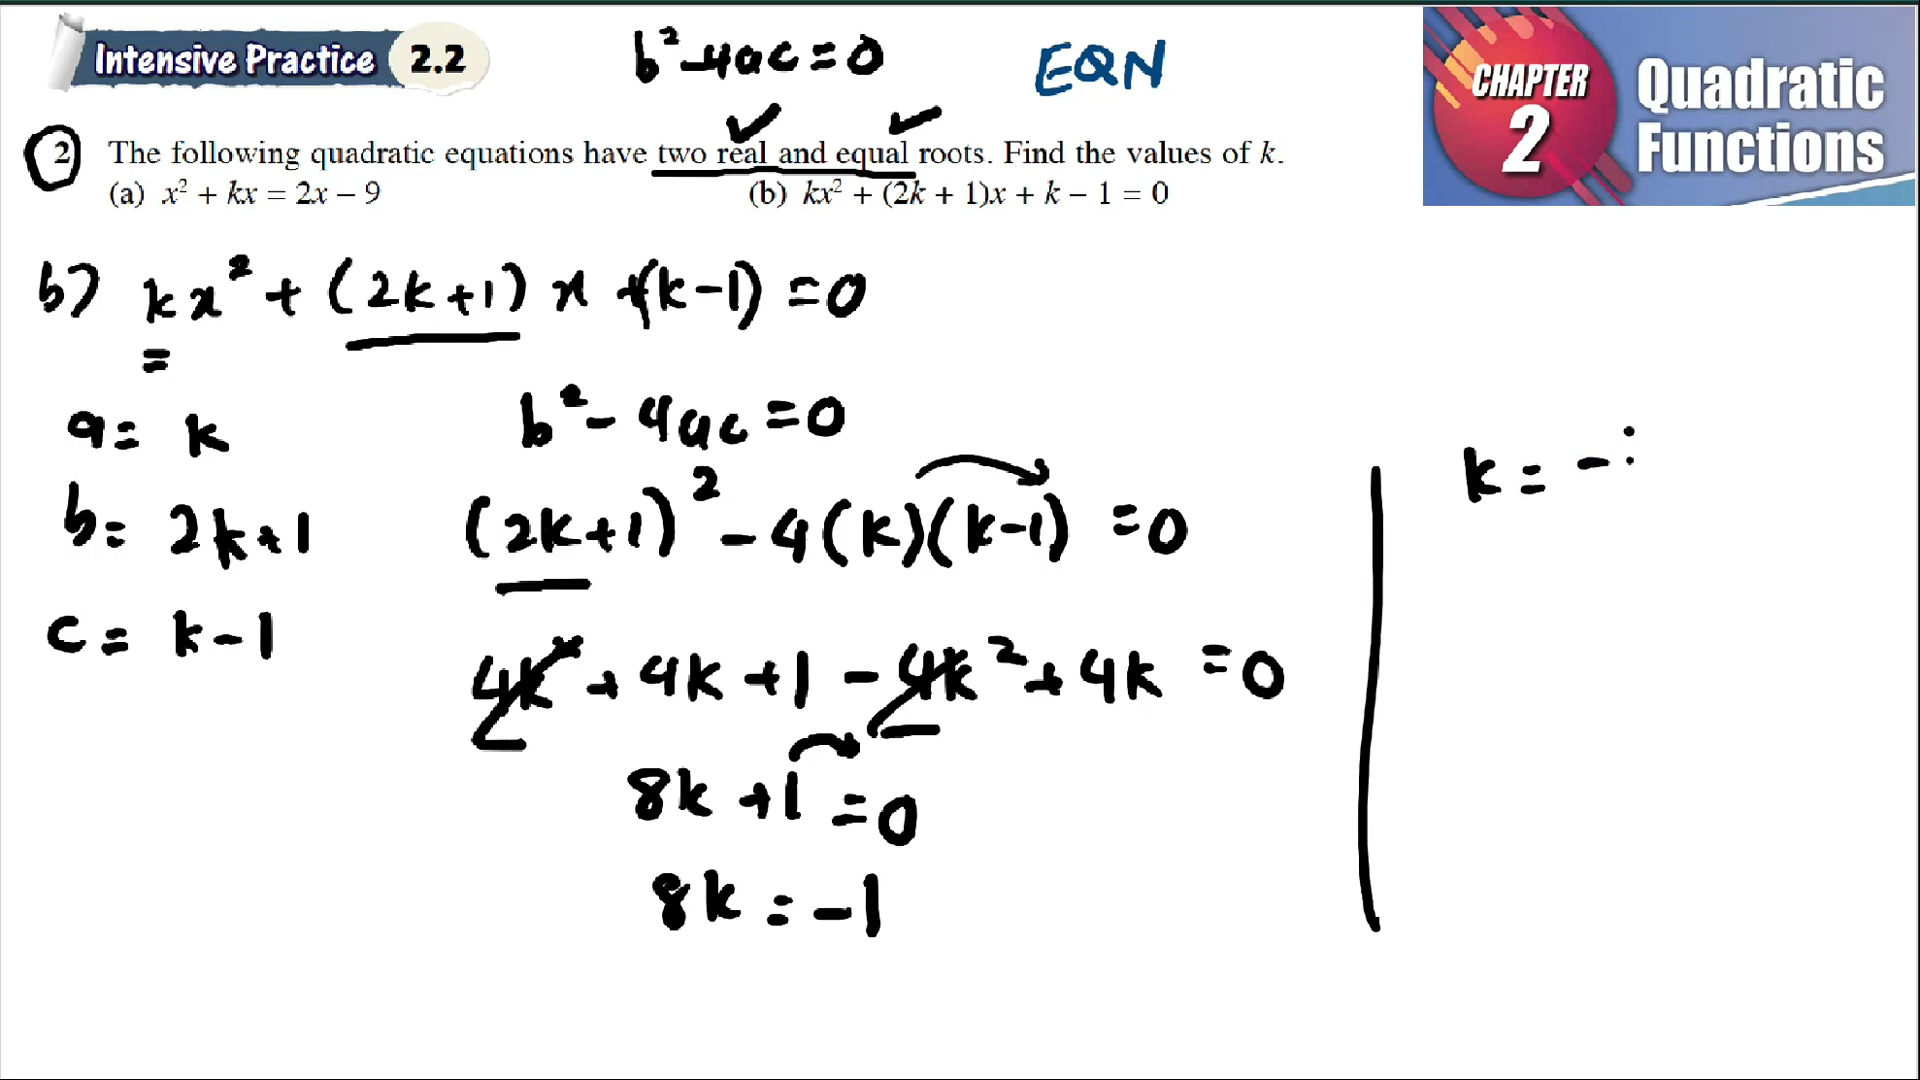 Intensive Practice 2.2
b² - 4ac = 0
EQN
CHAPTER 2
Quadratic Functions
2 The following quadratic equations have two real and equal roots. Find the values of k.
(a) x² + kx = 2x − 9 (b) kx² + (2k + 1)x + k − 1 = 0
b) kx² + (2k+1) x +(k-1) = 0
a = k
b = 2k+1
c = k-1
b² - 4ac = 0
(2k+1)² - 4(k)(k-1) = 0
4k² + 4k + 1 - 4k² + 4k = 0
8k + 1 = 0
8k = -1
k = -